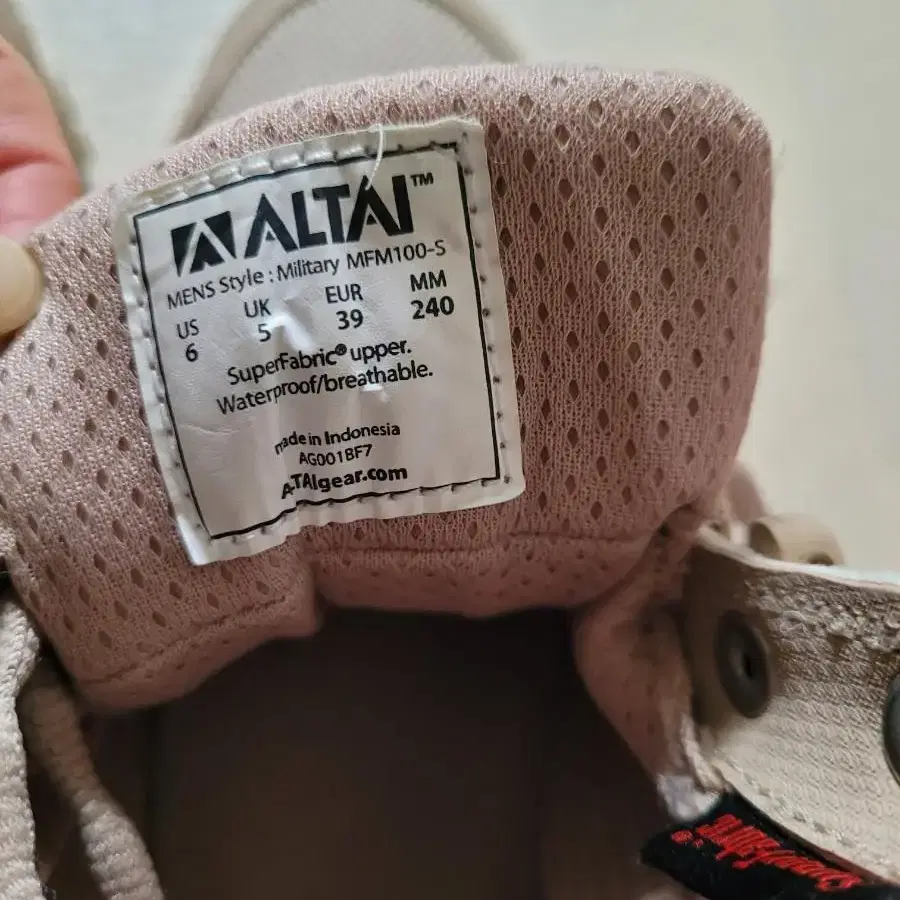 ALTAI™
MENS Style : Military MFM100-S
US UK EUR MM
6 5 39 240
SuperFabric® upper.
Waterproof/breathable.
made in Indonesia
AG001BF7
ALTAIgear.com
SuperFabric®